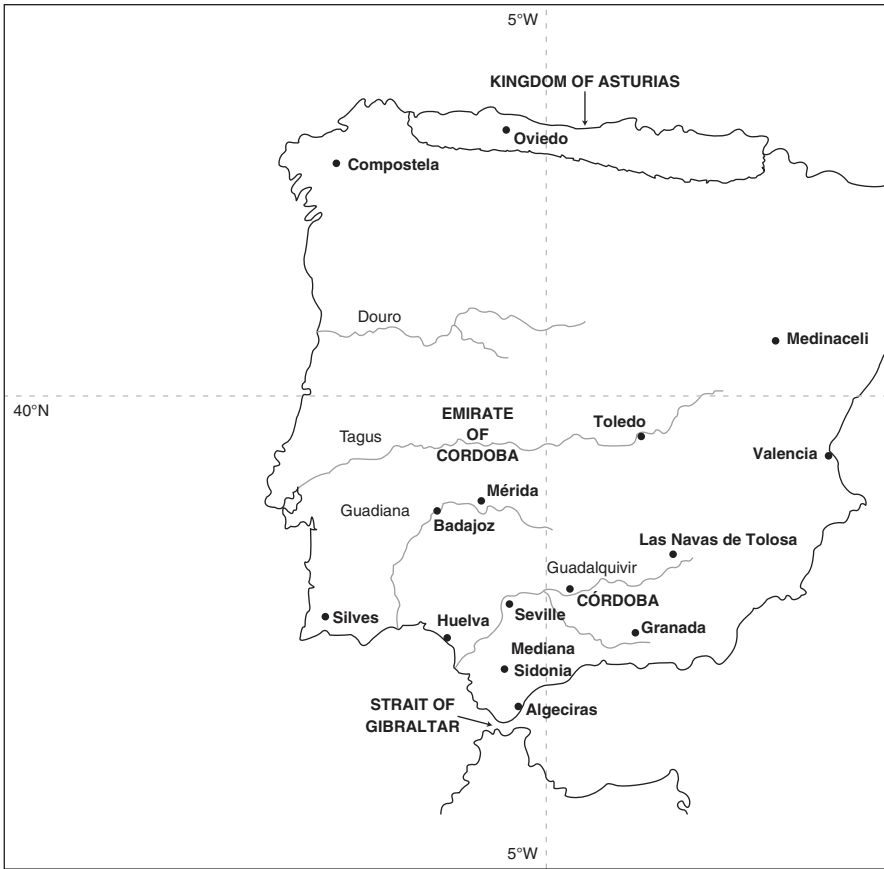 5°W
KINGDOM OF ASTURIAS
Oviedo
Compostela
Douro
Medinaceli
40°N
EMIRATE
OF
CORDOBA
Toledo
Tagus
Valencia
Mérida
Guadiana
Badajoz
Las Navas de Tolosa
Guadalquivir
CÓRDOBA
Silves
Huelva
Seville
Granada
Mediana
Sidonia
STRAIT OF
GIBRALTAR
Algeciras
5°W